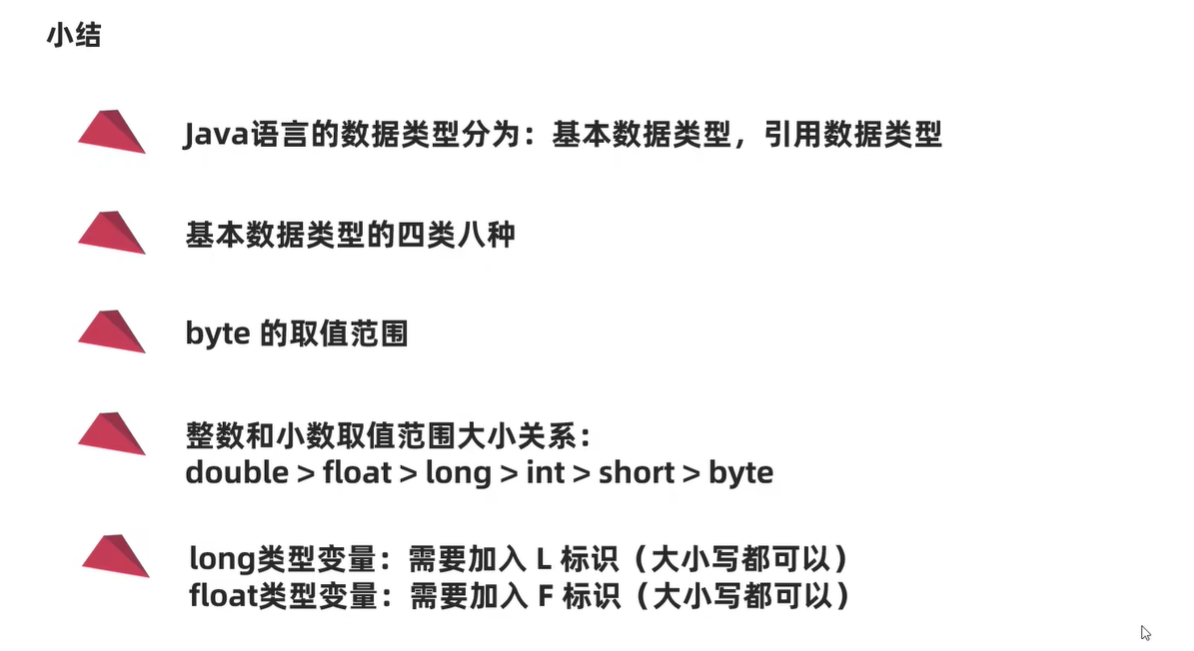 小结
Java语言的数据类型分为：基本数据类型，引用数据类型
基本数据类型的四类八种
byte 的取值范围
整数和小数取值范围大小关系：
double > float > long > int > short > byte
long类型变量：需要加入 L 标识（大小写都可以）
float类型变量：需要加入 F 标识（大小写都可以）